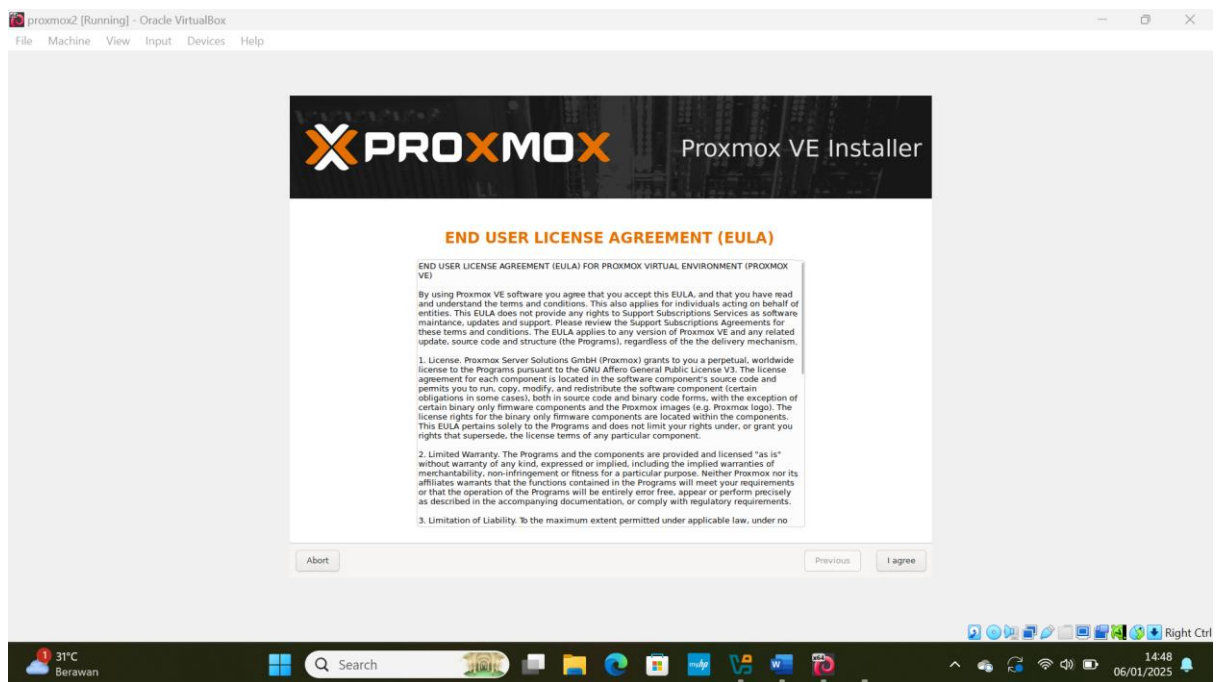 proxmox2 [Running] - Oracle VirtualBox
File Machine View Input Devices Help
PROXMOX
Proxmox VE Installer
END USER LICENSE AGREEMENT (EULA)
END USER LICENSE AGREEMENT (EULA) FOR PROXMOX VIRTUAL ENVIRONMENT (PROXMOX
VE)
By using Proxmox VE software you agree that you accept this EULA, and that you have read
and understand the terms and conditions. This also applies for individuals acting on behalf of
entities. This EULA does not provide any rights to Support Subscriptions Services as software
maintance, updates and support. Please review the Support Subscriptions Agreements for
these terms and conditions. The EULA applies to any version of Proxmox VE and any related
update, source code and structure (the Programs), regardless of the the delivery mechanism.
1. License. Proxmox Server Solutions GmbH (Proxmox) grants to you a perpetual, worldwide
license to the Programs pursuant to the GNU Affero General Public License V3. The license
agreement for each component is located in the software component's source code and
permits you to run, copy, modify, and redistribute the software component (certain
obligations in some cases), both in source code and binary code forms, with the exception of
certain binary only firmware components and the Proxmox images (e.g. Proxmox logo). The
license rights for the binary only firmware components are located within the components.
This EULA pertains solely to the Programs and does not limit your rights under, or grant you
rights that supersede, the license terms of any particular component.
2. Limited Warranty. The Programs and the components are provided and licensed "as is"
without warranty of any kind, expressed or implied, including the implied warranties of
merchantability, non-infringement or fitness for a particular purpose. Neither Proxmox nor its
affiliates warrants that the functions contained in the Programs will meet your requirements
or that the operation of the Programs will be entirely error free, appear or perform precisely
as described in the accompanying documentation, or comply with regulatory requirements.
3. Limitation of Liability. To the maximum extent permitted under applicable law, under no
Abort
Previous
I agree
Right Ctrl
1
31°C
Berawan
Search
14:48
06/01/2025